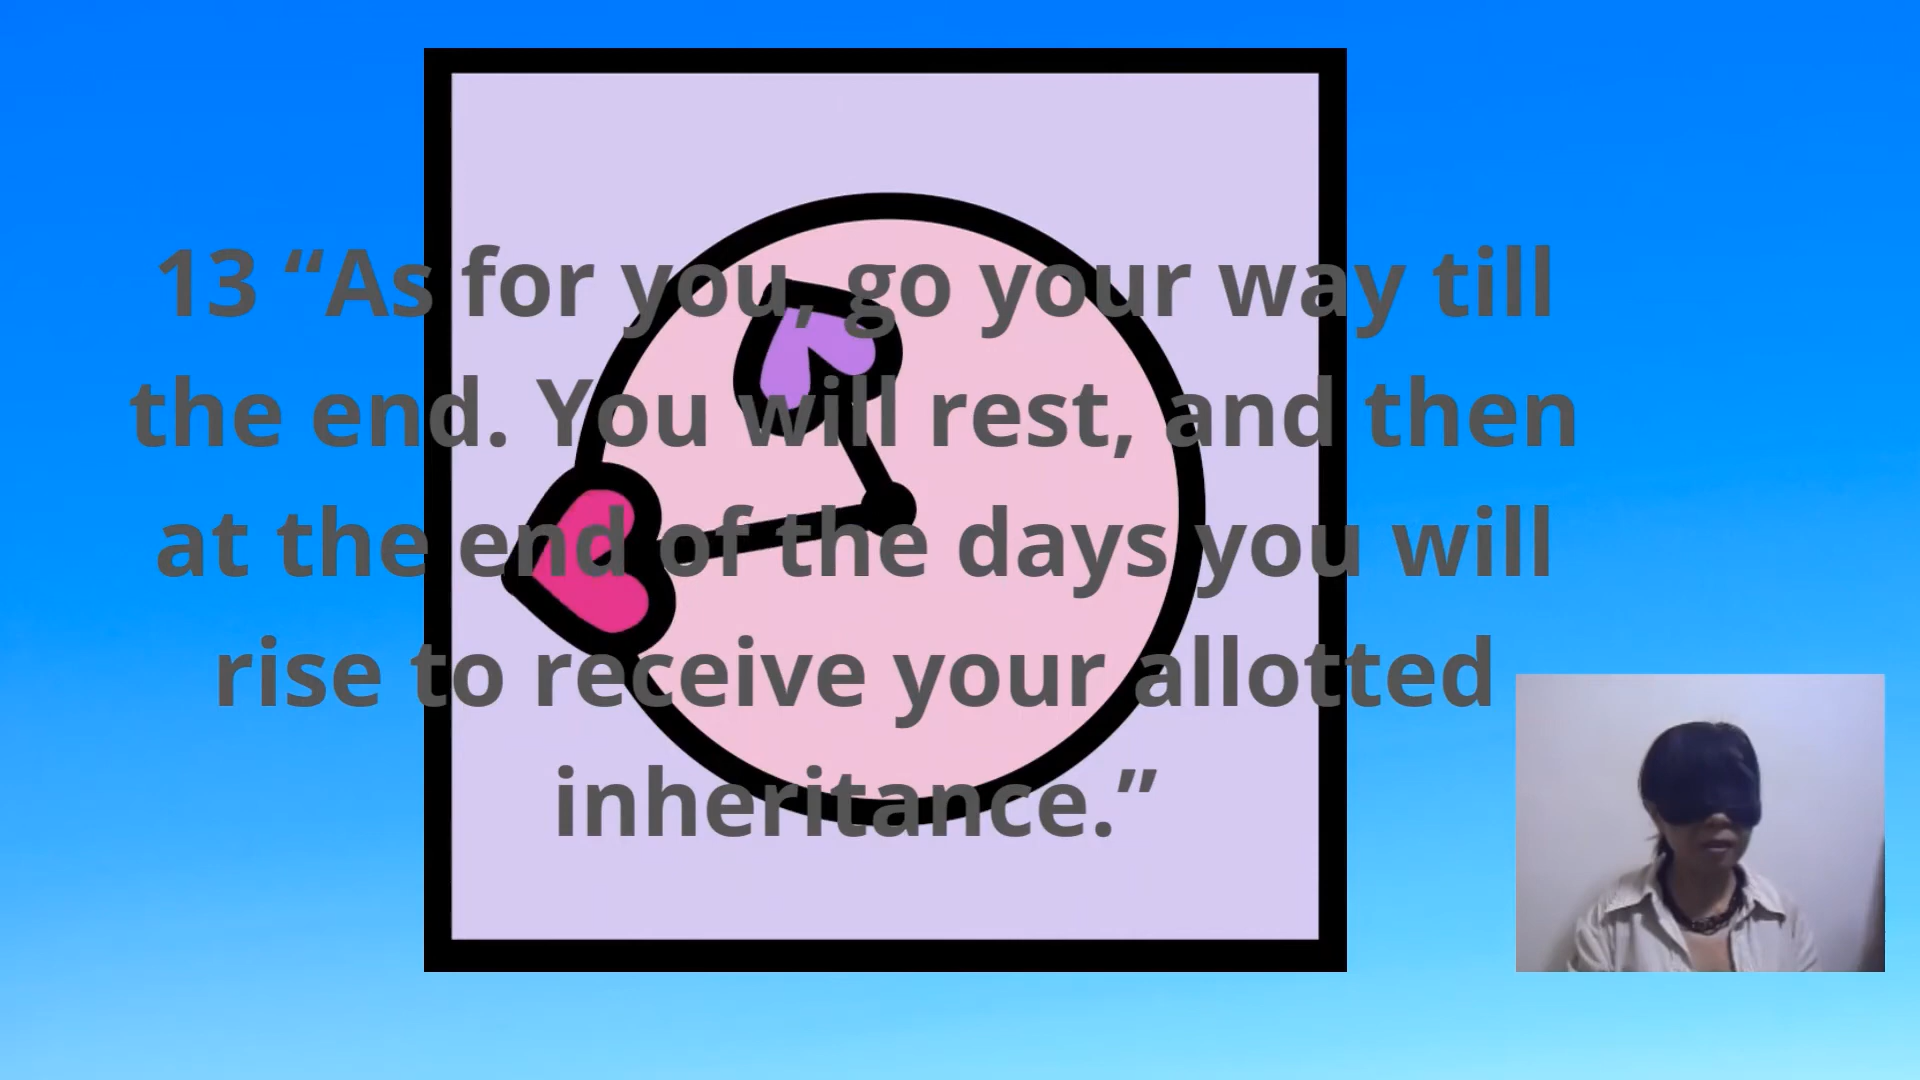 13 “As for you, go your way till
the end. You will rest, and then
at the end of the days you will
rise to receive your allotted
inheritance.”